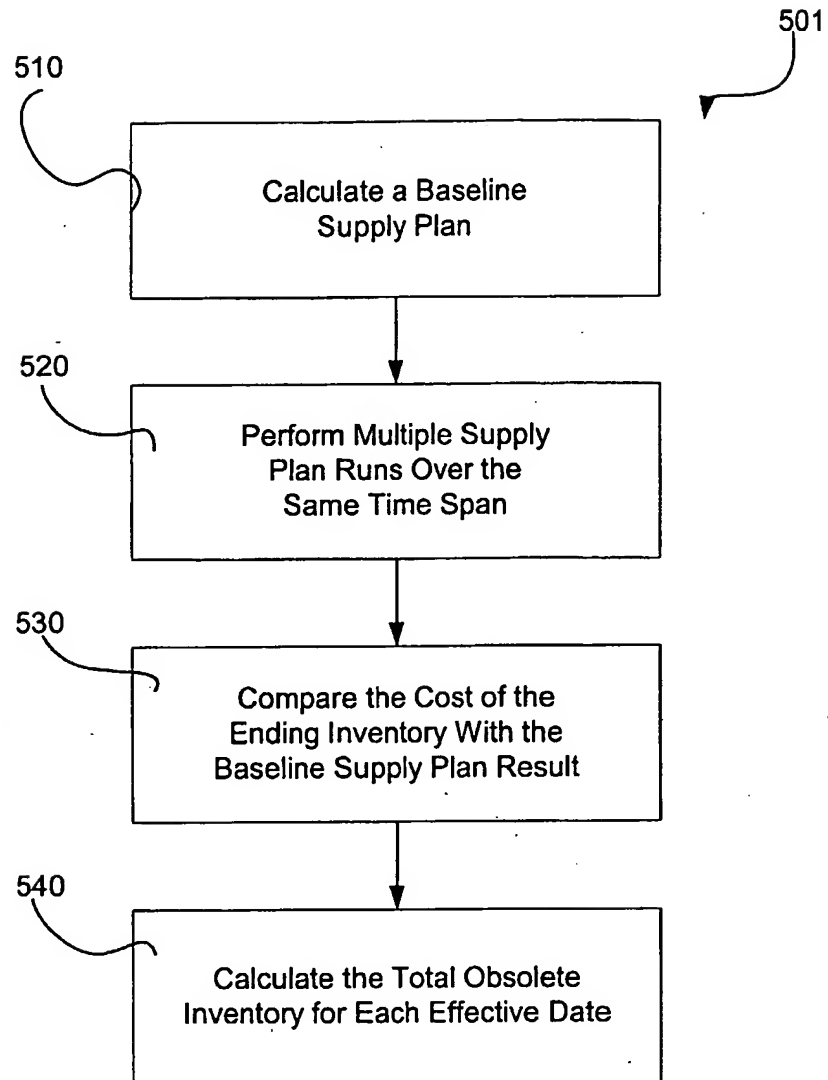 501
510
Calculate a Baseline
Supply Plan
520
Perform Multiple Supply
Plan Runs Over the
Same Time Span
530
Compare the Cost of the
Ending Inventory With the
Baseline Supply Plan Result
540
Calculate the Total Obsolete
Inventory for Each Effective Date